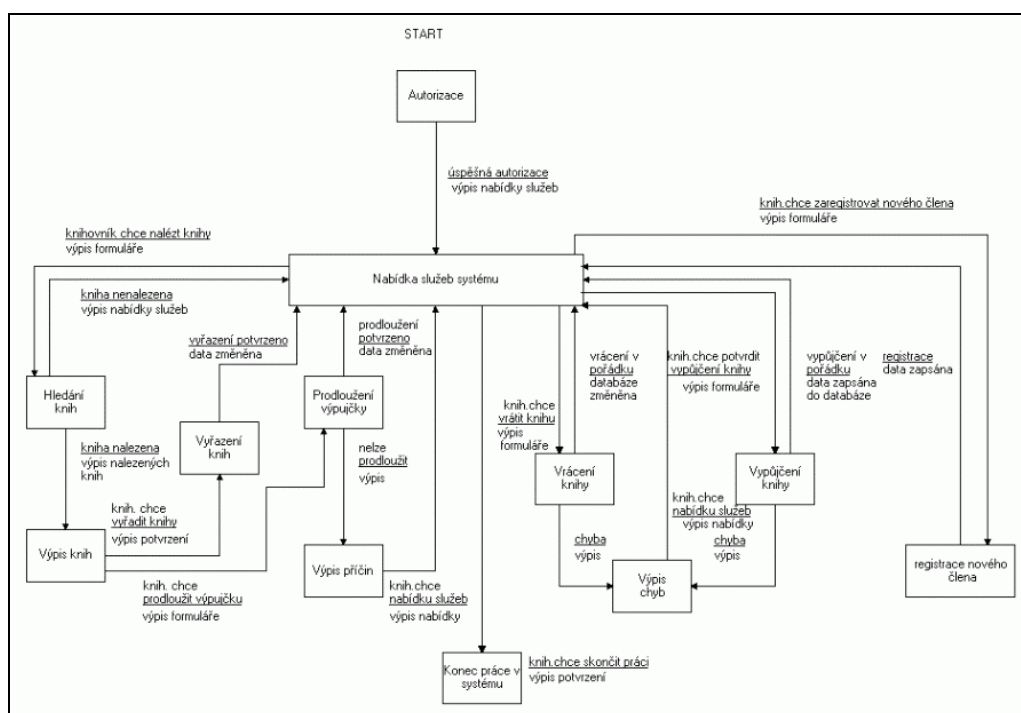 START
Autorizace
úspěšná autorizace
výpis nabídky služeb
knih.chce zaregistrovat nového člena
výpis formuláře
knihovník chce nalézt knihy
výpis formuláře
Nabídka služeb systému
kniha nenalezena
výpis nabídky služeb
vyřazení potvrzeno
data změněna
prodloužení
potvrzeno
data změněna
vrácení v
pořádku
databáze
změněna
knih.chce potvrdit
vypůjčení knihy
výpis formuláře
vypůjčení v
pořádku
data zapsána
do databáze
registrace
data zapsána
Hledání
knih
Prodloužení
výpujčky
knih.chce
vrátit knihu
výpis
formuláře
kniha nalezena
výpis nalezených
knih
Vyřazení
knih
nelze
prodloužit
výpis
Vrácení
knihy
Vypůjčení
knihy
knih. chce
vyřadit knihy
výpis potvrzení
knih.chce
nabídku služeb
výpis nabídky
Výpis knih
Výpis příčin
chyba
výpis
chyba
výpis
Výpis
chyb
registrace nového
člena
knih. chce
prodloužit výpujčku
výpis formuláře
knih.chce
nabídku služeb
výpis nabídky
Konec práce v
systému
knih.chce skončit práci
výpis potvrzení